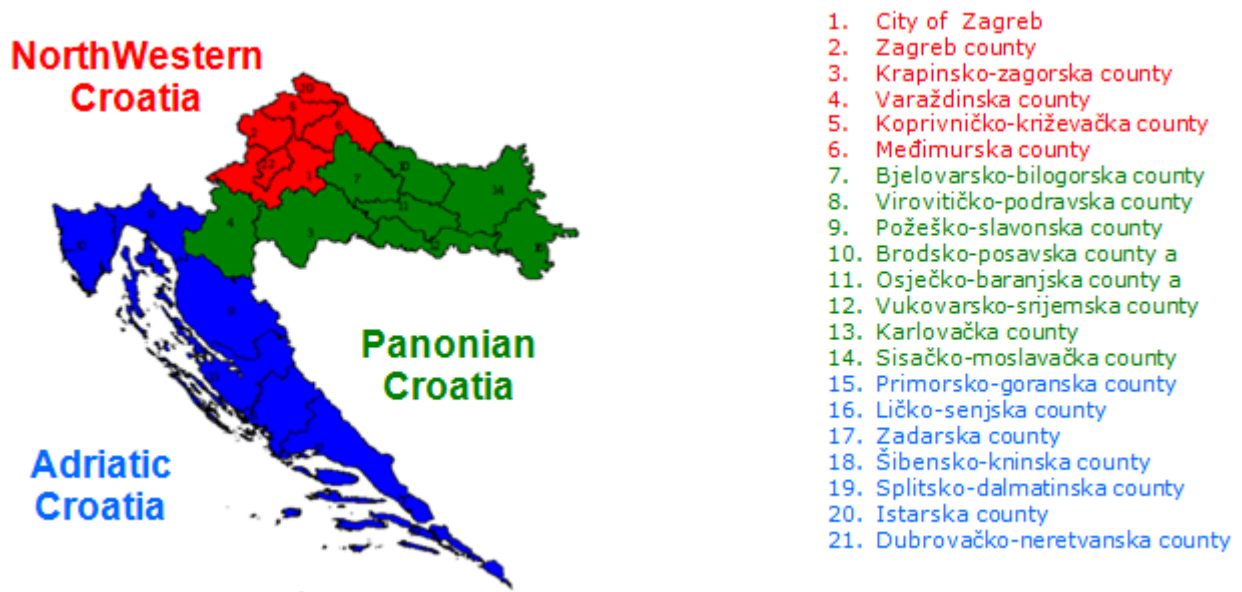 NorthWestern
Croatia
Panonian
Croatia
Adriatic
Croatia
1. City of Zagreb
2. Zagreb county
3. Krapinsko-zagorska county
4. Varaždinska county
5. Koprivničko-križevačka county
6. Međimurska county
7. Bjelovarsko-bilogorska county
8. Virovitičko-podravska county
9. Požeško-slavonska county
10. Brodsko-posavska county a
11. Osječko-baranjska county a
12. Vukovarsko-srijemska county
13. Karlovačka county
14. Sisačko-moslavačka county
15. Primorsko-goranska county
16. Ličko-senjska county
17. Zadarska county
18. Šibensko-kninska county
19. Splitsko-dalmatinska county
20. Istarska county
21. Dubrovačko-neretvanska county